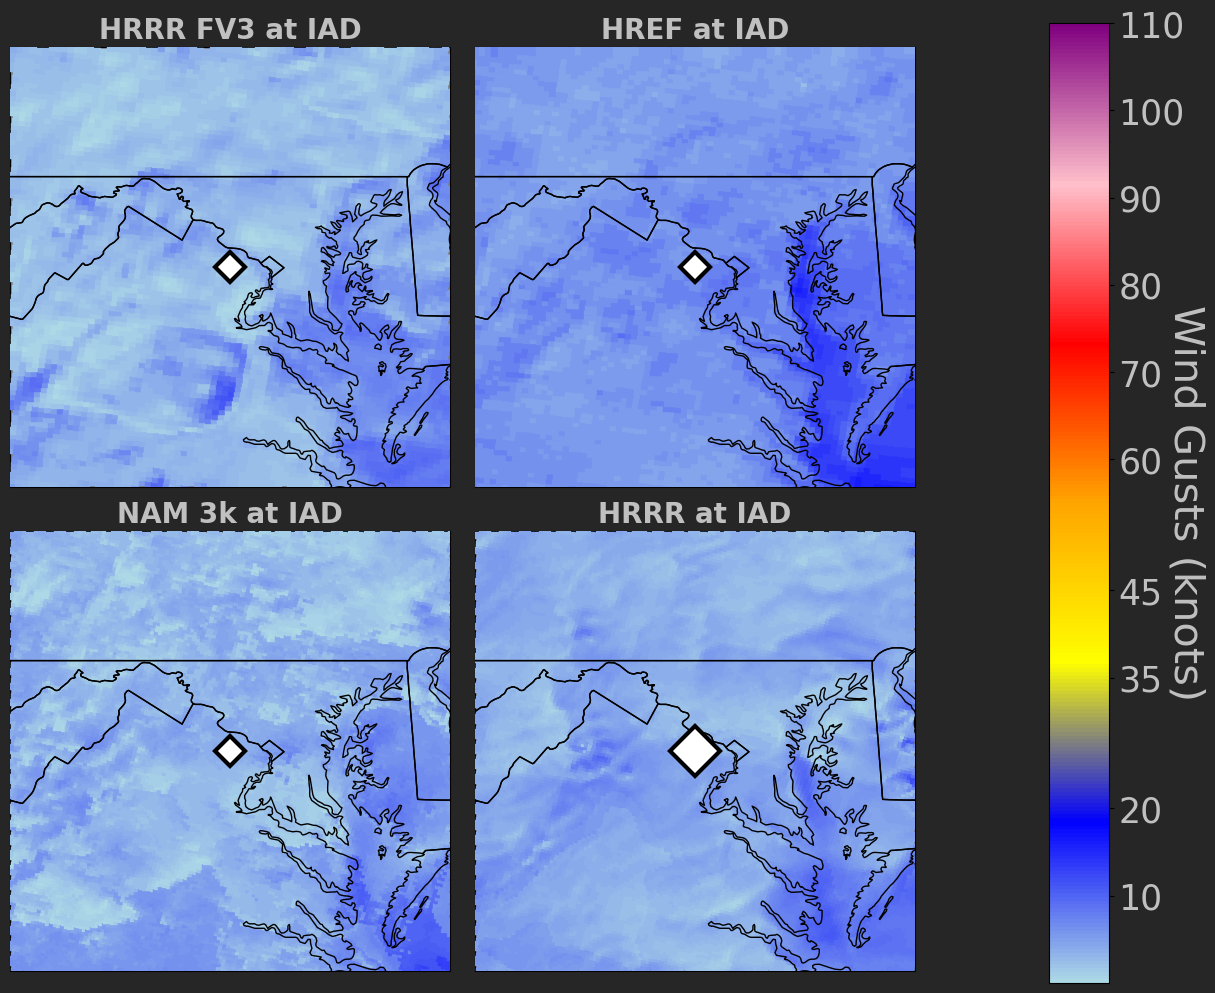 HRRR FV3 at IAD
HREF at IAD
NAM 3k at IAD
HRRR at IAD
110
100
90
80
70
60
45
35
20
10
Wind Gusts (knots)